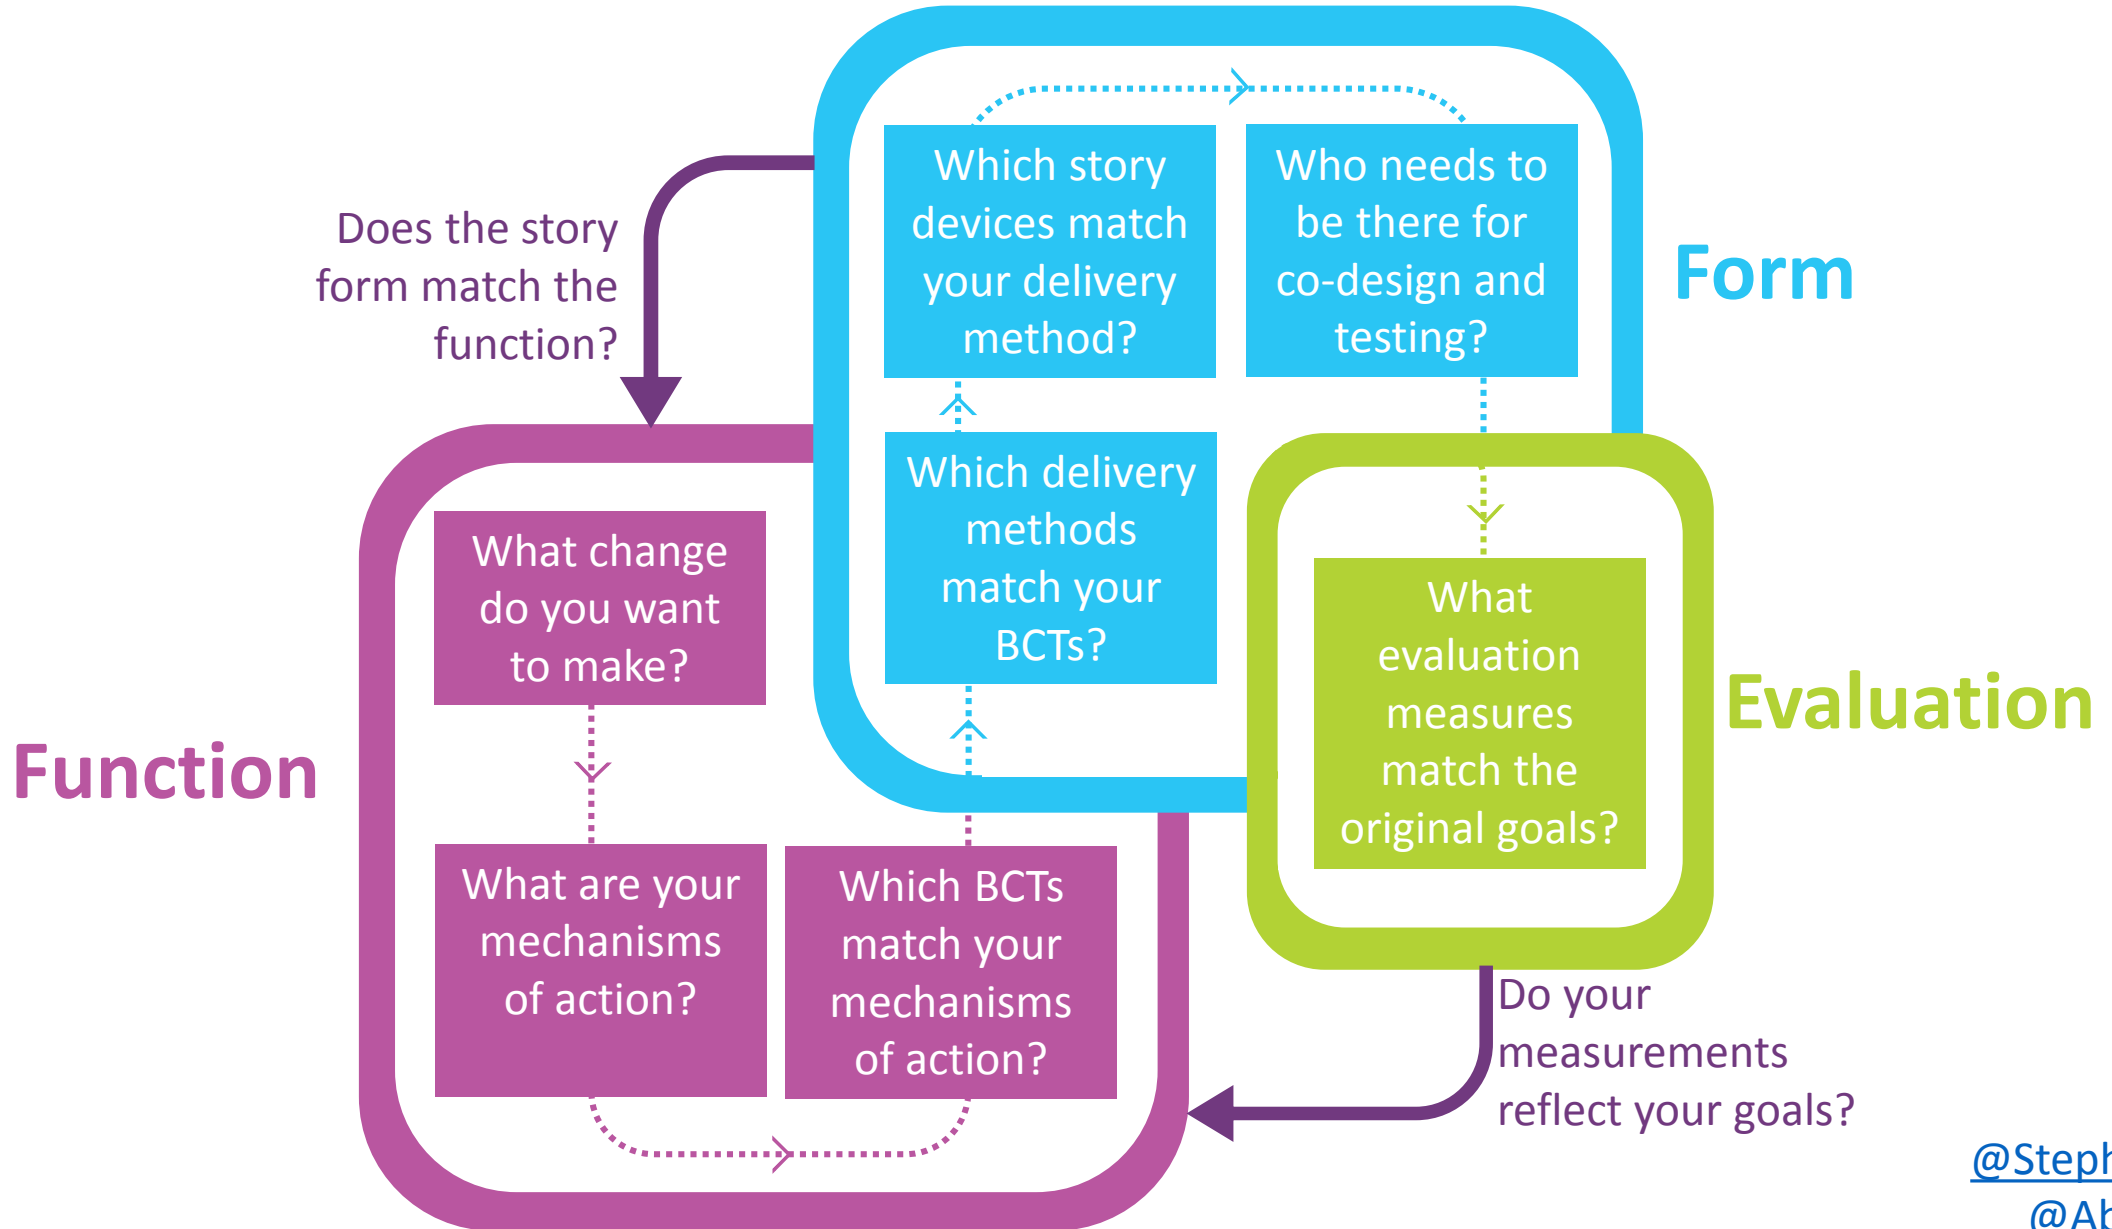 Does the story
form match the
function?
Which story
devices match
your delivery
method?
Who needs to
be there for
co-design and
testing?
Form
Which delivery
methods
match your
BCTs?
What change
do you want
to make?
What
evaluation
measures
match the
original goals?
Evaluation
Function
What are your
mechanisms
of action?
Which BCTs
match your
mechanisms
of action?
Do your
measurements
reflect your goals?